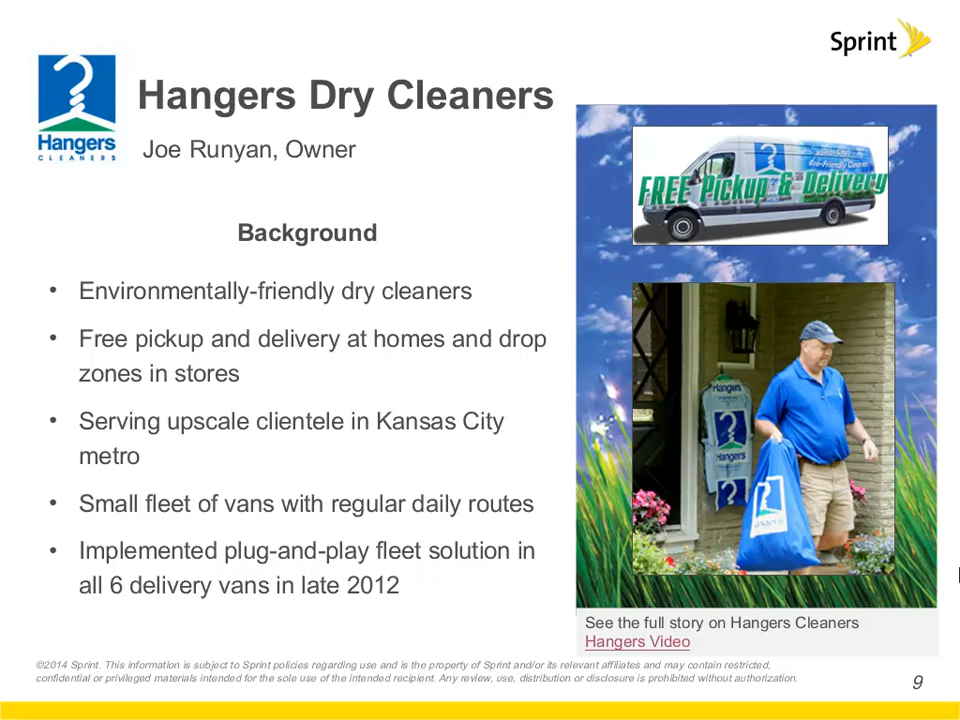 Sprint
Hangers Dry Cleaners
Hangers
CLEANERS
Joe Runyan, Owner
Background
• Environmentally-friendly dry cleaners
• Free pickup and delivery at homes and drop
zones in stores
• Serving upscale clientele in Kansas City
metro
• Small fleet of vans with regular daily routes
• Implemented plug-and-play fleet solution in
all 6 delivery vans in late 2012
Eco-Friendly Cleaners
FREE Pickup & Delivery
Hangers
Hangers
Hangers
See the full story on Hangers Cleaners
Hangers Video
©2014 Sprint. This information is subject to Sprint policies regarding use and is the property of Sprint and/or its relevant affiliates and may contain restricted,
confidential or privileged materials intended for the sole use of the intended recipient. Any review, use, distribution or disclosure is prohibited without authorization.
9